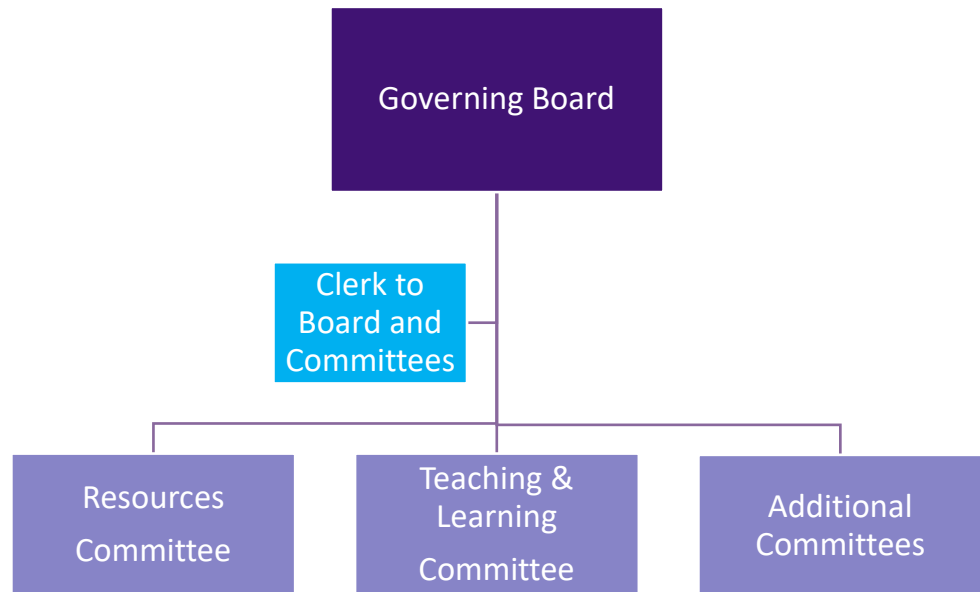 Governing Board
Clerk to
Board and
Committees
Resources
Committee
Teaching &
Learning
Committee
Additional
Committees